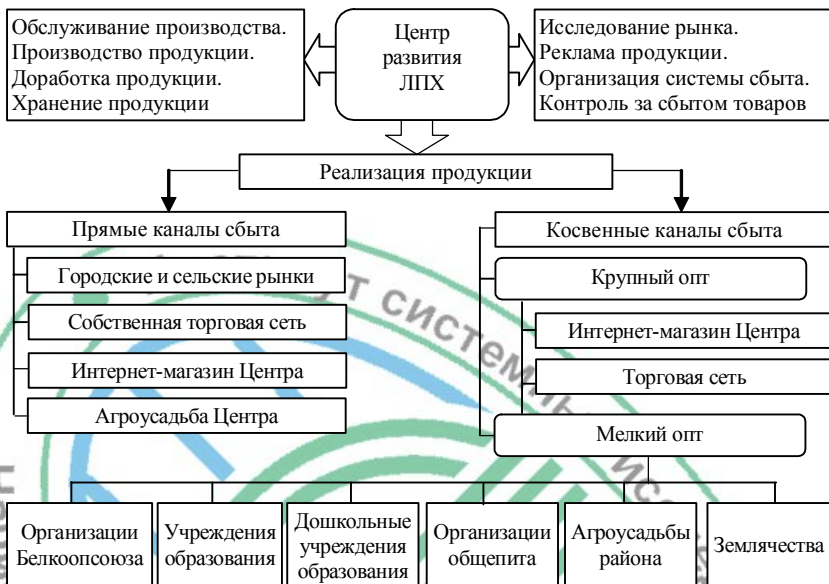 Обслуживание производства.
Производство продукции.
Доработка продукции.
Хранение продукции
Центр
развития
ЛПХ
Исследование рынка.
Реклама продукции.
Организация системы сбыта.
Контроль за сбытом товаров
Реализация продукции
Прямые каналы сбыта
Косвенные каналы сбыта
Городские и сельские рынки
Крупный опт
Собственная торговая сеть
Интернет-магазин Центра
Интернет-магазин Центра
Торговая сеть
Агроусадьба Центра
Мелкий опт
Организации
Белкоопсоюза
Учреждения
образования
Дошкольные
учреждения
образования
Организации
общепита
Агроусадьбы
района
Землячества